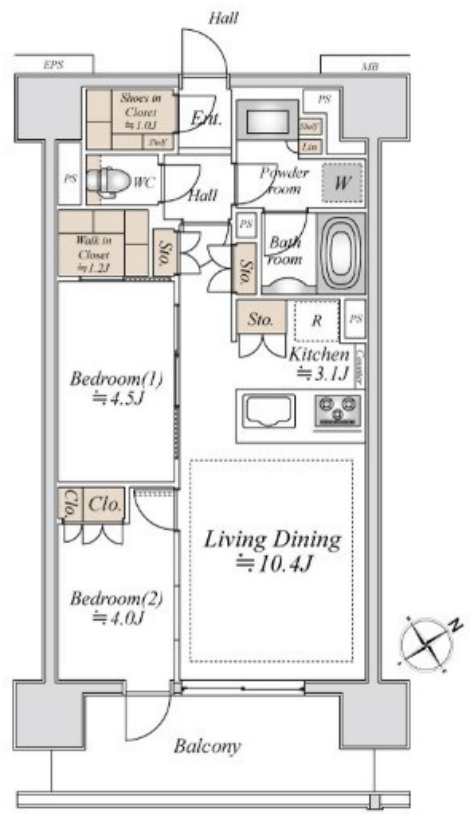 Hall
EPS
MB
Shoes in
Closet
≒1.0J
Shelf
Ent.
PS
Shelf
Lin
PS
WC
Hall
Powder
room
W
Walk in
Closet
≒1.2J
Sto.
PS
Bath
room
Sto.
Sto.
R
PS
Kitchen
≒3.1J
Counter
Bedroom(1)
≒4.5J
Clo.
Clo.
Living Dining
≒10.4J
Bedroom(2)
≒4.0J
N
Balcony